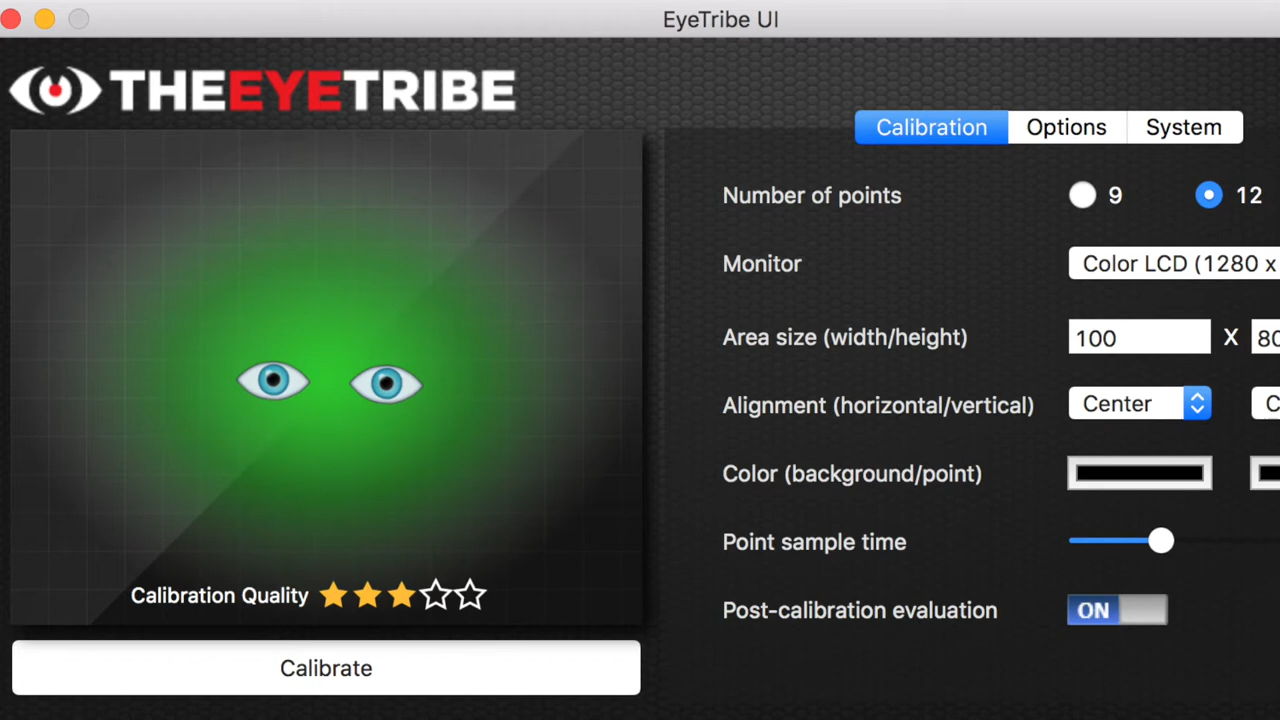 EyeTribe UI
THEEYETRIBE
Calibration Options System
Number of points 9 12
Monitor Color LCD (1280 x
Area size (width/height) 100 X 80
Alignment (horizontal/vertical) Center C
Color (background/point)
Point sample time
Calibration Quality
Post-calibration evaluation ON
Calibrate